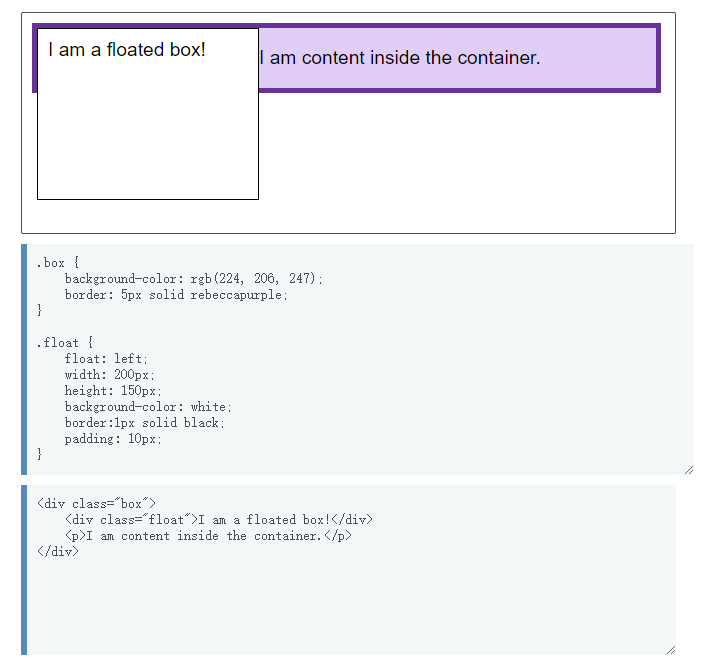 I am a floated box!
I am content inside the container.
.box {
    background-color: rgb(224, 206, 247);
    border: 5px solid rebeccapurple;
}

.float {
    float: left;
    width: 200px;
    height: 150px;
    background-color: white;
    border:1px solid black;
    padding: 10px;
}
<div class="box">
    <div class="float">I am a floated box!</div>
    <p>I am content inside the container.</p>
</div>